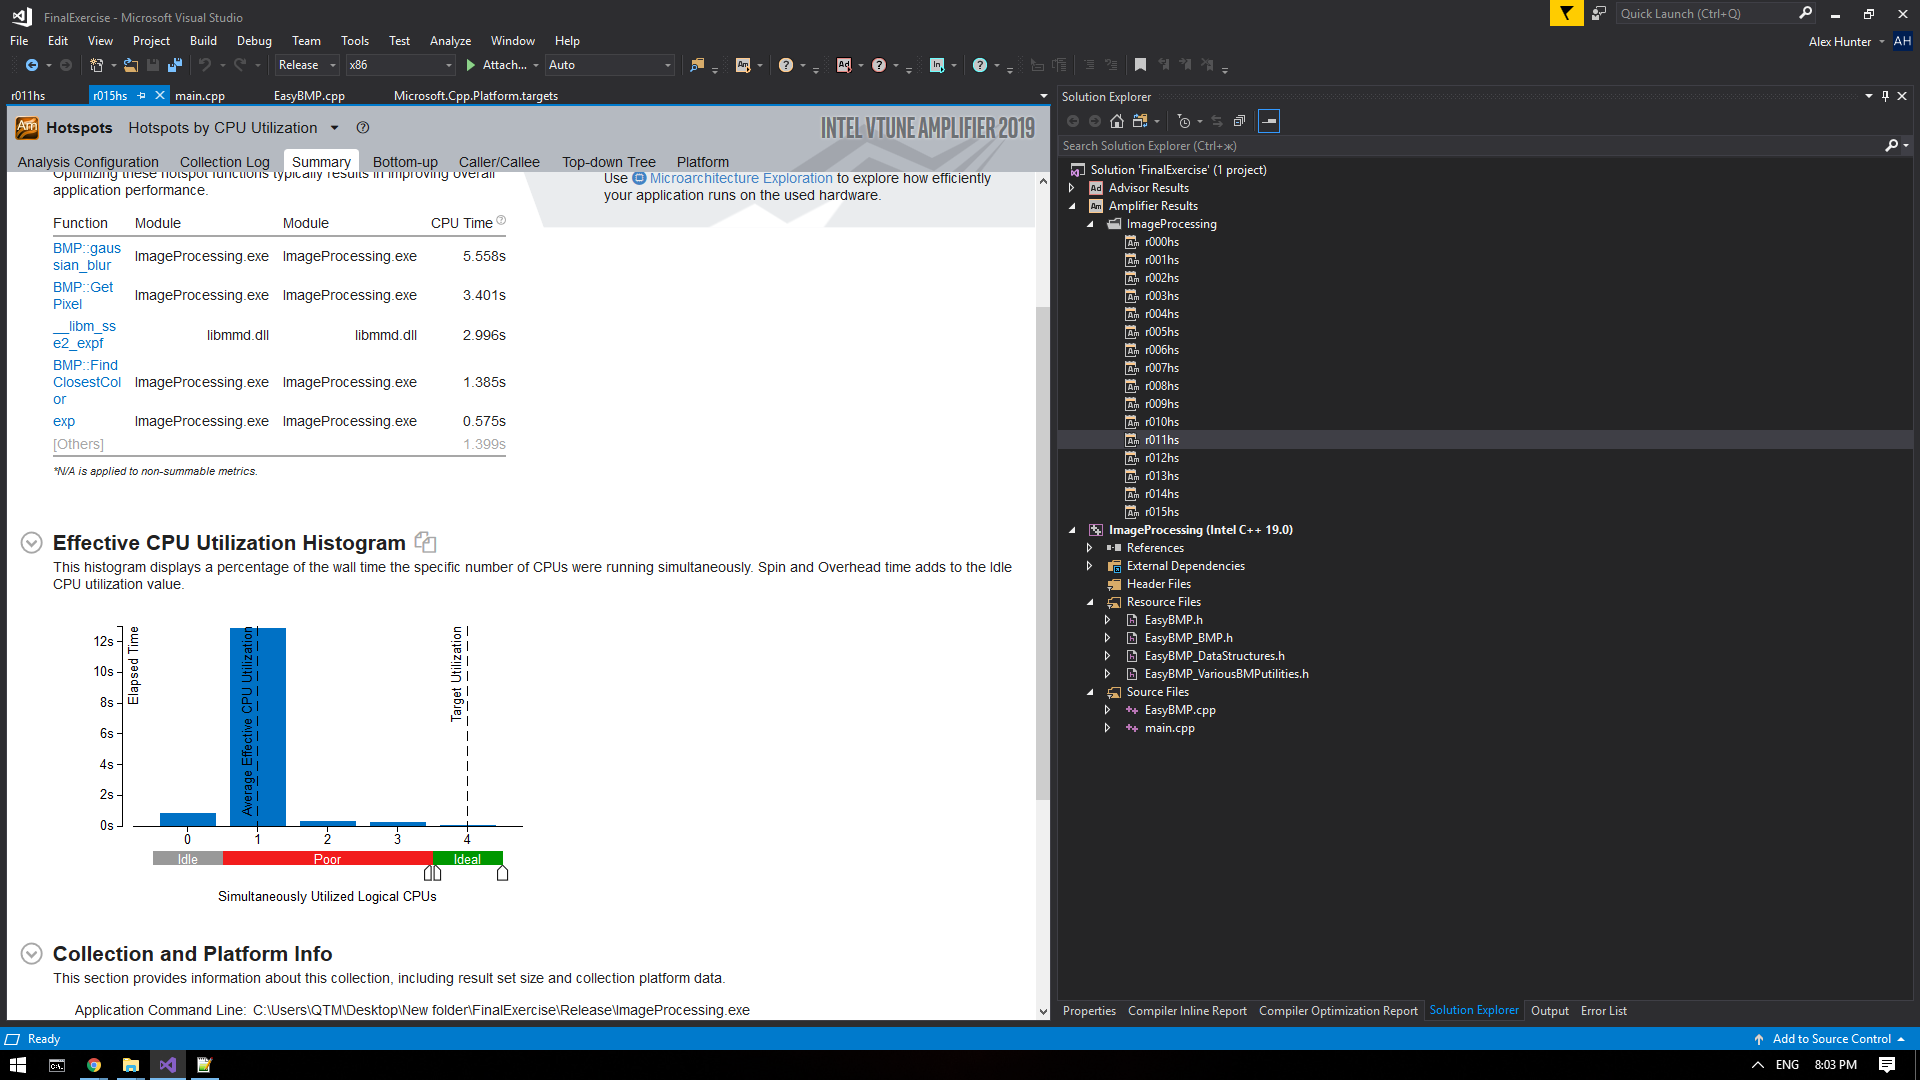 FinalExercise - Microsoft Visual Studio
Quick Launch (Ctrl+Q)
File Edit View Project Build Debug Team Tools Test Analyze Window Help
Alex Hunter AH
Release x86 Attach... Auto
r011hs r015hs main.cpp EasyBMP.cpp Microsoft.Cpp.Platform.targets
Am Hotspots Hotspots by CPU Utilization
INTEL VTUNE AMPLIFIER 2019
Analysis Configuration Collection Log Summary Bottom-up Caller/Callee Top-down Tree Platform
Optimizing these hotspot functions typically results in improving overall
application performance.
Use Microarchitecture Exploration to explore how efficiently
your application runs on the used hardware.
Function Module Module CPU Time
BMP::gaus
sian_blur ImageProcessing.exe ImageProcessing.exe 5.558s
BMP::Get
Pixel ImageProcessing.exe ImageProcessing.exe 3.401s
__libm_ss
e2_expf libmmd.dll libmmd.dll 2.996s
BMP::Find
ClosestCol
or ImageProcessing.exe ImageProcessing.exe 1.385s
exp ImageProcessing.exe ImageProcessing.exe 0.575s
[Others] 1.399s
*N/A is applied to non-summable metrics.
Effective CPU Utilization Histogram
This histogram displays a percentage of the wall time the specific number of CPUs were running simultaneously. Spin and Overhead time adds to the Idle
CPU utilization value.
Elapsed Time
12s
10s
8s
6s
4s
2s
0s
Average Effective CPU Utilization
Target Utilization
0 1 2 3 4
Idle Poor Ideal
Simultaneously Utilized Logical CPUs
Collection and Platform Info
This section provides information about this collection, including result set size and collection platform data.
Application Command Line: C:\Users\QTM\Desktop\New folder\FinalExercise\Release\ImageProcessing.exe
Solution Explorer
Search Solution Explorer (Ctrl+ж)
Solution 'FinalExercise' (1 project)
Ad Advisor Results
Am Amplifier Results
ImageProcessing
r000hs
r001hs
r002hs
r003hs
r004hs
r005hs
r006hs
r007hs
r008hs
r009hs
r010hs
r011hs
r012hs
r013hs
r014hs
r015hs
ImageProcessing (Intel C++ 19.0)
References
External Dependencies
Header Files
Resource Files
EasyBMP.h
EasyBMP_BMP.h
EasyBMP_DataStructures.h
EasyBMP_VariousBMPutilities.h
Source Files
EasyBMP.cpp
main.cpp
Properties Compiler Inline Report Compiler Optimization Report Solution Explorer Output Error List
Ready
Add to Source Control
ENG 8:03 PM